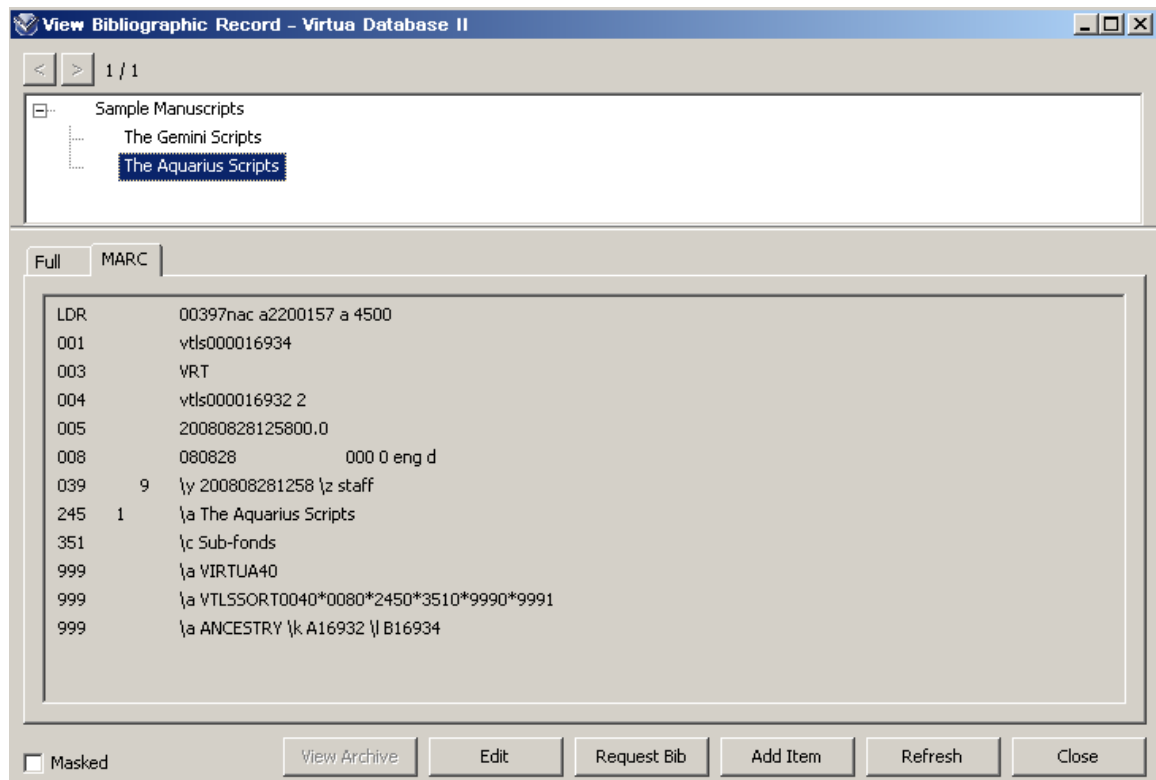 View Bibliographic Record - Virtua Database II
< > 1 / 1
Sample Manuscripts
The Gemini Scripts
The Aquarius Scripts
Full MARC
LDR 00397nac a2200157 a 4500
001 vtls000016934
003 VRT
004 vtls000016932 2
005 20080828125800.0
008 080828 000 0 eng d
039 9 \y 200808281258 \z staff
245 1 \a The Aquarius Scripts
351 \c Sub-fonds
999 \a VIRTUA40
999 \a VTLSSORT0040*0080*2450*3510*9990*9991
999 \a ANCESTRY \k A16932 \l B16934
Masked View Archive Edit Request Bib Add Item Refresh Close